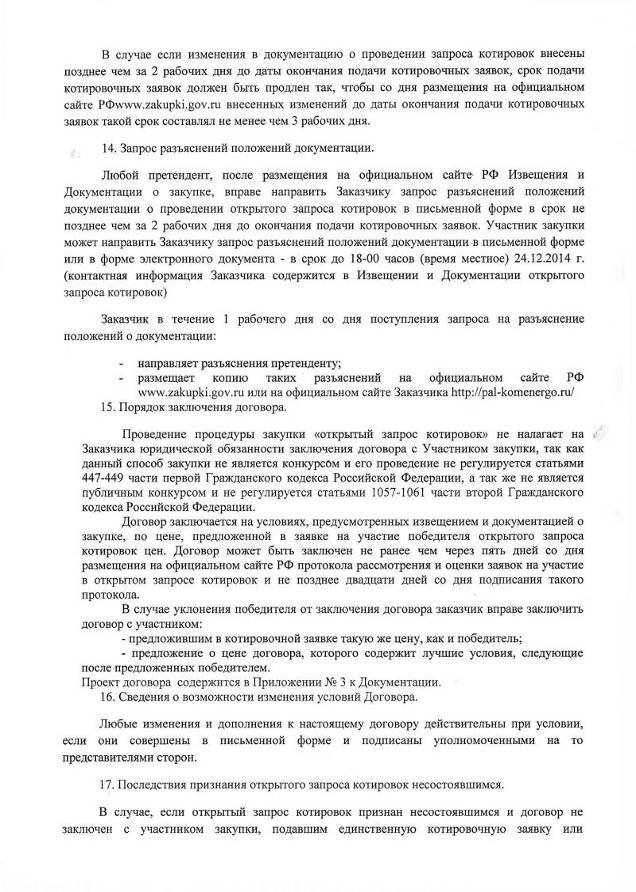 В случае если изменения в документацию о проведении запроса котировок внесены
позднее чем за 2 рабочих дня до даты окончания подачи котировочных заявок, срок подачи
котировочных заявок должен быть продлен так, чтобы со дня размещения на официальном
сайте РФwww.zakupki.gov.ru внесенных изменений до даты окончания подачи котировочных
заявок такой срок составлял не менее чем 3 рабочих дня.
14. Запрос разъяснений положений документации.
Любой претендент, после размещения на официальном сайте РФ Извещения и
Документации о закупке, вправе направить Заказчику запрос разъяснений положений
документации о проведении открытого запроса котировок в письменной форме в срок не
позднее чем за 2 рабочих дня до окончания подачи котировочных заявок. Участник закупки
может направить Заказчику запрос разъяснений положений документации в письменной форме
или в форме электронного документа - в срок до 18-00 часов (время местное) 24.12.2014 г.
(контактная информация Заказчика содержится в Извещении и Документации открытого
запроса котировок)
Заказчик в течение 1 рабочего дня со дня поступления запроса на разъяснение
положений о документации:
- направляет разъяснения претенденту;
- размещает копию таких разъяснений на официальном сайте РФ
www.zakupki.gov.ru или на официальном сайте Заказчика http://pal-komenergo.ru/
15. Порядок заключения договора.
Проведение процедуры закупки «открытый запрос котировок» не налагает на
Заказчика юридической обязанности заключения договора с Участником закупки, так как
данный способ закупки не является конкурсом и его проведение не регулируется статьями
447-449 части первой Гражданского кодекса Российской Федерации, а так же не является
публичным конкурсом и не регулируется статьями 1057-1061 части второй Гражданского
кодекса Российской Федерации.
Договор заключается на условиях, предусмотренных извещением и документацией о
закупке, по цене, предложенной в заявке на участие победителя открытого запроса
котировок цен. Договор может быть заключен не ранее чем через пять дней со дня
размещения на официальном сайте РФ протокола рассмотрения и оценки заявок на участие
в открытом запросе котировок и не позднее двадцати дней со дня подписания такого
протокола.
В случае уклонения победителя от заключения договора заказчик вправе заключить
договор с участником:
- предложившим в котировочной заявке такую же цену, как и победитель;
- предложение о цене договора, которого содержит лучшие условия, следующие
после предложенных победителем.
Проект договора содержится в Приложении № 3 к Документации.
16. Сведения о возможности изменения условий Договора.
Любые изменения и дополнения к настоящему договору действительны при условии,
если они совершены в письменной форме и подписаны уполномоченными на то
представителями сторон.
17. Последствия признания открытого запроса котировок несостоявшимся.
В случае, если открытый запрос котировок признан несостоявшимся и договор не
заключен с участником закупки, подавшим единственную котировочную заявку или